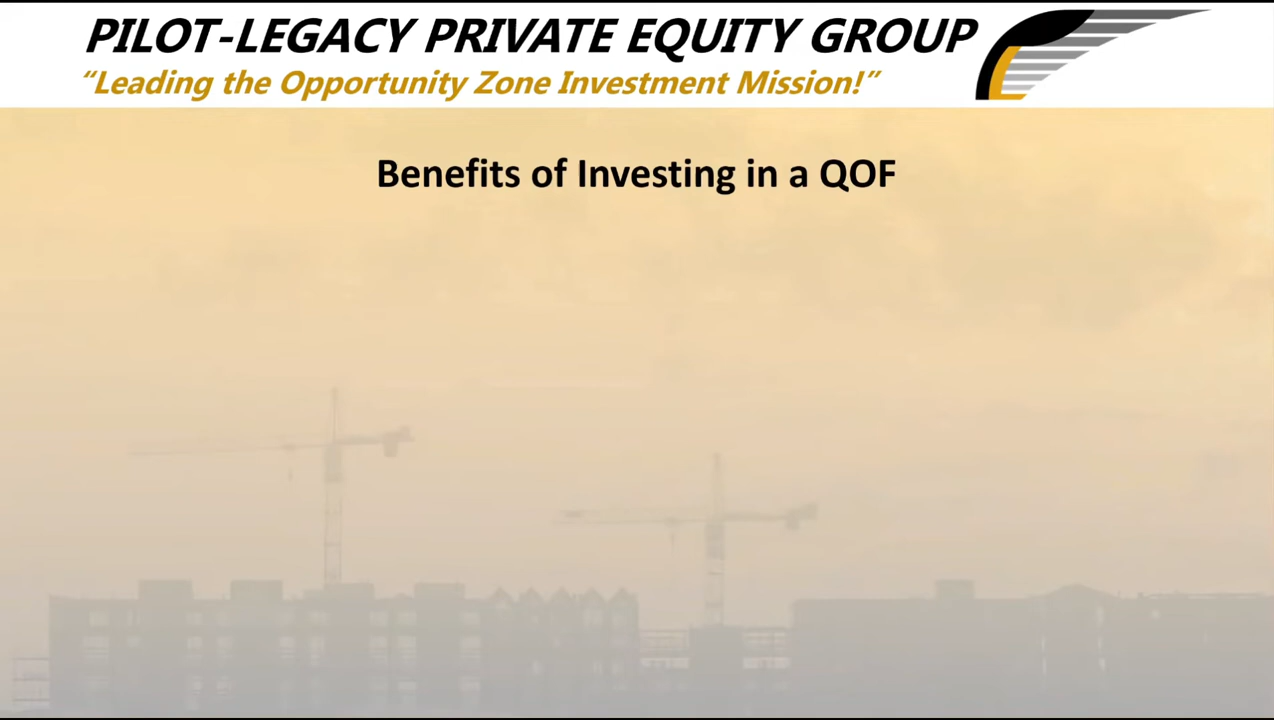 PILOT-LEGACY PRIVATE EQUITY GROUP
“Leading the Opportunity Zone Investment Mission!”
Benefits of Investing in a QOF